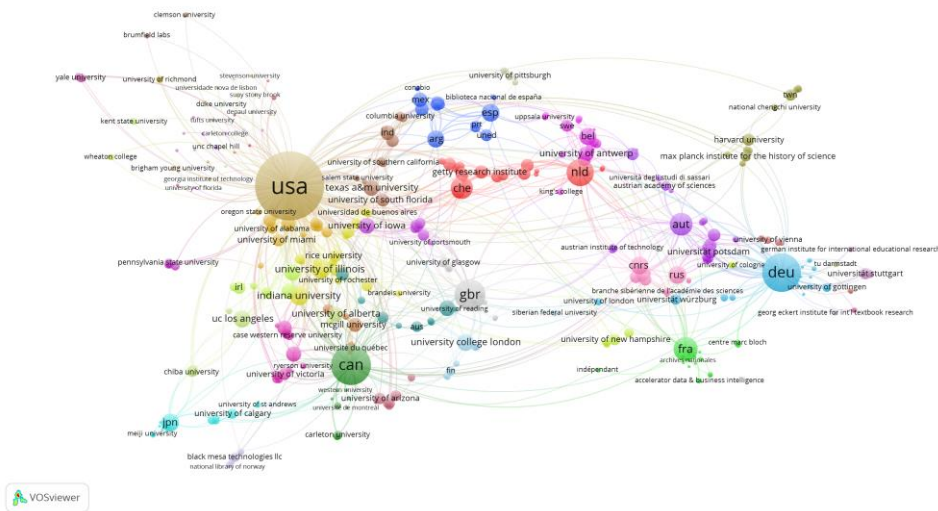 clemson university
brumfield labs
yale university
university of richmond
stevenson university
universidade nova de lisbon
suny stony brook
duke university
depaul university
tufts university
kent state university
carleton college
unc chapel hill
wheaton college
brigham young university
georgia institute of technology
university of florida
usa
conabio
mex
biblioteca nacional de españa
columbia university
ind
arg
esp
prt
uned
university of pittsburgh
uppsala university
swe
bel
university of antwerp
twn
national chengchi university
harvard university
max planck institute for the history of science
university of southern california
getty research institute
salem state university
texas a&m university
che
nld
king's college
università degli studi di sassari
austrian academy of sciences
university of south florida
oregon state university
universidad de buenos aires
university of alabama
university of iowa
university of miami
university of portsmouth
aut
universität potsdam
university of vienna
austrian institute of technology
german institute for international educational research
pennsylvania state university
rice university
university of illinois
university of rochester
university of glasgow
cnrs
rus
university of cologne
deu
tu darmstadt
universität stuttgart
university of göttingen
irl
indiana university
brandeis university
gbr
branche sibérienne de l'académie des sciences
university of london
universität würzburg
university of reading
siberian federal university
georg eckert institute for int. textbook research
uc los angeles
university of alberta
mcgill university
aus
case western reserve university
université du québec
university college london
university of new hampshire
fra
centre marc bloch
archives nationales
indépendant
accelerator data & business intelligence
ryerson university
university of victoria
can
fin
chiba university
western university
university of arizona
université de montréal
university of st andrews
university of calgary
jpn
meiji university
carleton university
black mesa technologies llc
national library of norway
VOSviewer